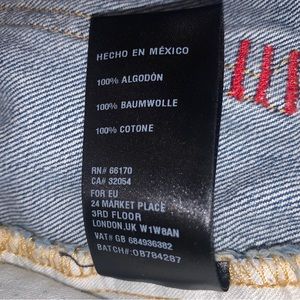 HECHO EN MÉXICO
100% ALGODÓN
100% BAUMWOLLE
100% COTONE
RN# 66170
CA# 32054
FOR EU
24 MARKET PLACE
3RD FLOOR
LONDON,UK W1W8AN
VAT# GB 684936382
BATCH#:OB784287